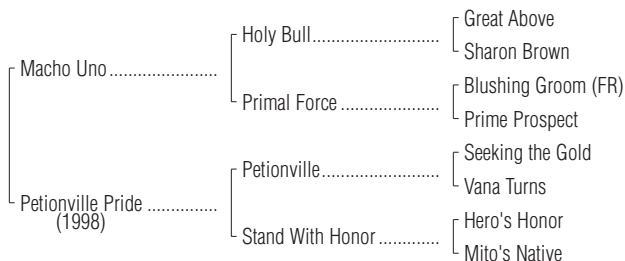 Great Above
Holy Bull........................................
Sharon Brown
Macho Uno.......................
Blushing Groom (FR)
Primal Force ........................
Prime Prospect
Seeking the Gold
Petionville.............................
Vana Turns
Petionville Pride ...............
(1998)
Hero's Honor
Stand With Honor..............
Mito's Native